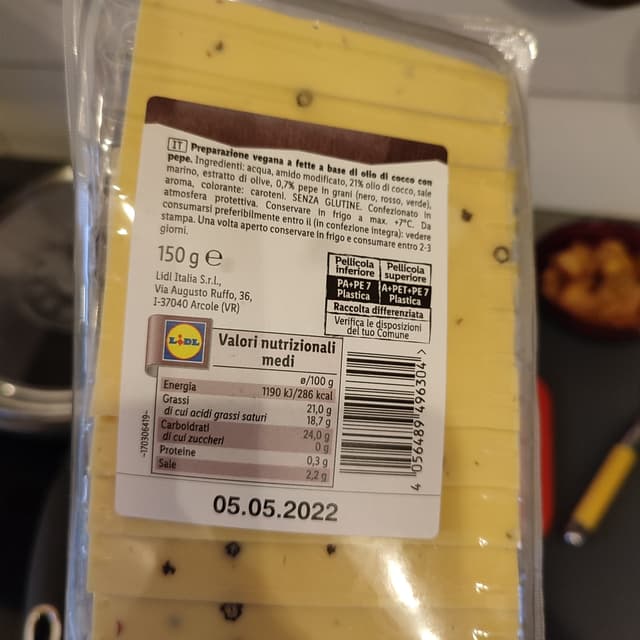 IT Preparazione vegana a fette a base di olio di cocco con
pepe. Ingredienti: acqua, amido modificato, 21% olio di cocco, sale
marino, estratto di olive, 0,7% pepe in grani (nero, rosso, verde),
aroma, colorante: caroteni. SENZA GLUTINE. Confezionato in
atmosfera protettiva. Conservare in frigo a max. +7°C. Da
consumarsi preferibilmente entro il (in confezione integra): vedere
stampa. Una volta aperto conservare in frigo e consumare entro 2-3
giorni.
150 g e
Lidl Italia S.r.l.,
Via Augusto Ruffo, 36,
I-37040 Arcole (VR)
Pellicola inferiore
Pellicola superiore
PA+PE 7 Plastica
A+PET+PE 7 Plastica
Raccolta differenziata
Verifica le disposizioni
del tuo Comune
LiDL
Valori nutrizionali
medi
ø/100 g
Energia 1190 kJ/286 kcal
Grassi 21,0 g
di cui acidi grassi saturi 18,7 g
Carboidrati 24,0 g
di cui zuccheri 0 g
Proteine 0,3 g
Sale 2,2 g
-170306419-
4 056489 496304 >
05.05.2022